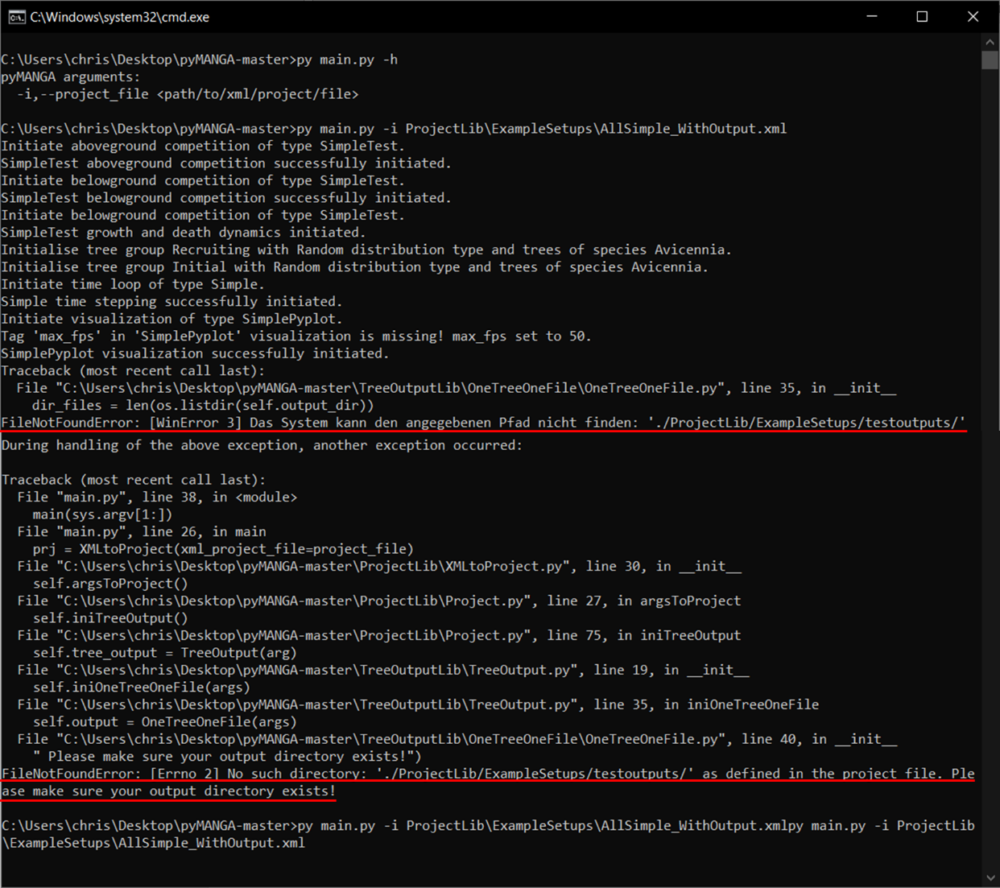 C:\Windows\system32\cmd.exe
C:\Users\chris\Desktop\pyMANGA-master>py main.py -h
pyMANGA arguments:
  -i,--project_file <path/to/xml/project/file>
C:\Users\chris\Desktop\pyMANGA-master>py main.py -i ProjectLib\ExampleSetups\AllSimple_WithOutput.xml
Initiate aboveground competition of type SimpleTest.
SimpleTest aboveground competition successfully initiated.
Initiate belowground competition of type SimpleTest.
SimpleTest belowground competition successfully initiated.
Initiate belowground competition of type SimpleTest.
SimpleTest growth and death dynamics initiated.
Initialise tree group Recruiting with Random distribution type and trees of species Avicennia.
Initialise tree group Initial with Random distribution type and trees of species Avicennia.
Initiate time loop of type Simple.
Simple time stepping successfully initiated.
Initiate visualization of type SimplePyplot.
Tag 'max_fps' in 'SimplePyplot' visualization is missing! max_fps set to 50.
SimplePyplot visualization successfully initiated.
Traceback (most recent call last):
  File "C:\Users\chris\Desktop\pyMANGA-master\TreeOutputLib\OneTreeOneFile\OneTreeOneFile.py", line 35, in __init__
    dir_files = len(os.listdir(self.output_dir))
FileNotFoundError: [WinError 3] Das System kann den angegebenen Pfad nicht finden: './ProjectLib/ExampleSetups/testoutputs/'
During handling of the above exception, another exception occurred:
Traceback (most recent call last):
  File "main.py", line 38, in <module>
    main(sys.argv[1:])
  File "main.py", line 26, in main
    prj = XMLtoProject(xml_project_file=project_file)
  File "C:\Users\chris\Desktop\pyMANGA-master\ProjectLib\XMLtoProject.py", line 30, in __init__
    self.argsToProject()
  File "C:\Users\chris\Desktop\pyMANGA-master\ProjectLib\Project.py", line 27, in argsToProject
    self.iniTreeOutput()
  File "C:\Users\chris\Desktop\pyMANGA-master\ProjectLib\Project.py", line 75, in iniTreeOutput
    self.tree_output = TreeOutput(arg)
  File "C:\Users\chris\Desktop\pyMANGA-master\TreeOutputLib\TreeOutput.py", line 19, in __init__
    self.iniOneTreeOneFile(args)
  File "C:\Users\chris\Desktop\pyMANGA-master\TreeOutputLib\TreeOutput.py", line 35, in iniOneTreeOneFile
    self.output = OneTreeOneFile(args)
  File "C:\Users\chris\Desktop\pyMANGA-master\TreeOutputLib\OneTreeOneFile\OneTreeOneFile.py", line 40, in __init__
    " Please make sure your output directory exists!")
FileNotFoundError: [Errno 2] No such directory: './ProjectLib/ExampleSetups/testoutputs/' as defined in the project file. Ple
ase make sure your output directory exists!
C:\Users\chris\Desktop\pyMANGA-master>py main.py -i ProjectLib\ExampleSetups\AllSimple_WithOutput.xmlpy main.py -i ProjectLib
\ExampleSetups\AllSimple_WithOutput.xml